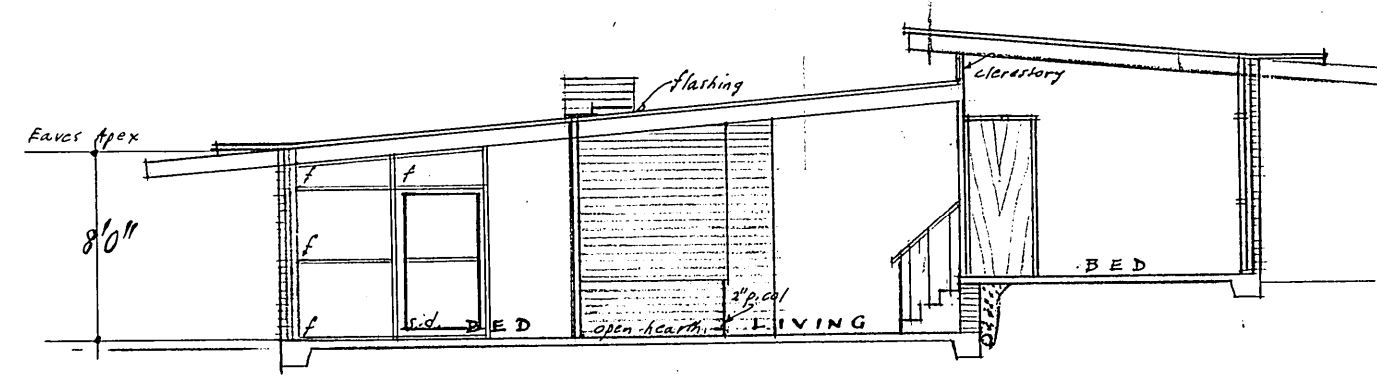 flashing
clerestory
Eaves Apex
f f
8'0"
f
BED
2"p.col
f
s.d. BED
open hearth
LIVING